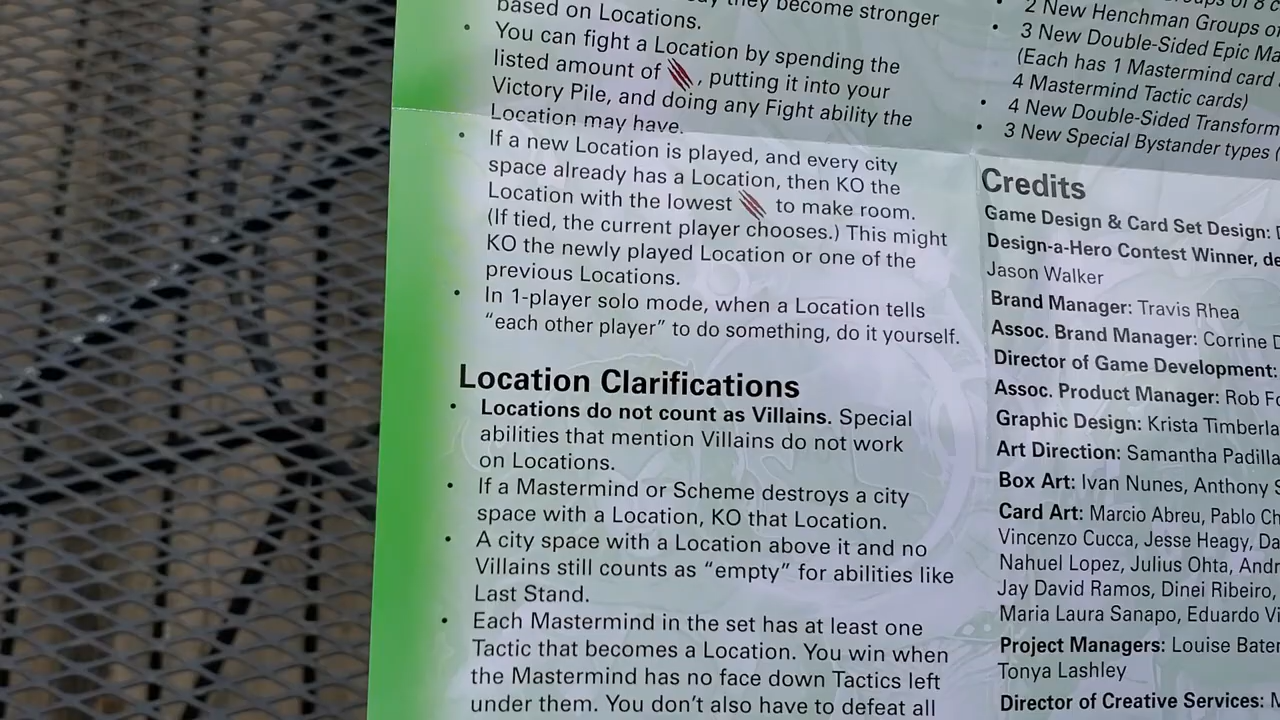 they become stronger
based on Locations.
• You can fight a Location by spending the
listed amount of , putting it into your
Victory Pile, and doing any Fight ability the
Location may have.
• If a new Location is played, and every city
space already has a Location, then KO the
Location with the lowest to make room.
(If tied, the current player chooses.) This might
KO the newly played Location or one of the
previous Locations.
• In 1-player solo mode, when a Location tells
“each other player” to do something, do it yourself.
Location Clarifications
• Locations do not count as Villains. Special
abilities that mention Villains do not work
on Locations.
• If a Mastermind or Scheme destroys a city
space with a Location, KO that Location.
• A city space with a Location above it and no
Villains still counts as “empty” for abilities like
Last Stand.
• Each Mastermind in the set has at least one
Tactic that becomes a Location. You win when
the Mastermind has no face down Tactics left
under them. You don’t also have to defeat all
of 8
• 2 New Henchman Groups
• 3 New Double-Sided Epic
(Each has 1 Mastermind card
4 Mastermind Tactic cards)
• 4 New Double-Sided
• 3 New Special Bystander types (
Credits
Game Design & Card Set Design:
Design-a-Hero Contest Winner,
Jason Walker
Brand Manager: Travis Rhea
Assoc. Brand Manager: Corrine
Director of Game Development:
Assoc. Product Manager: Rob
Graphic Design: Krista
Art Direction: Samantha Padilla
Box Art: Ivan Nunes, Anthony
Card Art: Marcio Abreu, Pablo
Vincenzo Cucca, Jesse Heagy,
Nahuel Lopez, Julius Ohta,
Jay David Ramos, Dinei Ribeiro,
Maria Laura Sanapo, Eduardo
Project Managers: Louise
Tonya Lashley
Director of Creative Services: